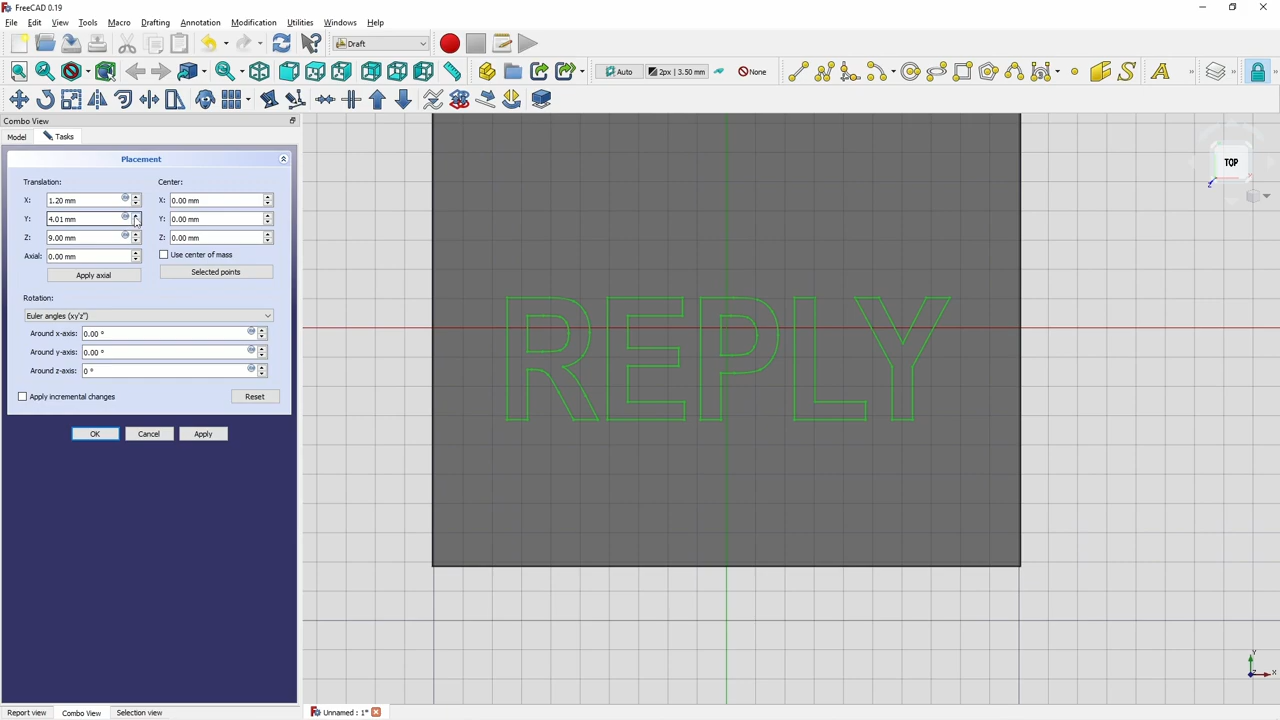 FreeCAD 0.19
File Edit View Tools Macro Drafting Annotation Modification Utilities Windows Help
Draft
Auto 2px | 3.50 mm None
Combo View
Model Tasks
Placement
Translation: Center:
X: 1.20 mm X: 0.00 mm
Y: 4.01 mm Y: 0.00 mm
Z: 9.00 mm Z: 0.00 mm
Axial: 0.00 mm Use center of mass
Apply axial Selected points
Rotation:
Euler angles (xy'z")
Around x-axis: 0.00 °
Around y-axis: 0.00 °
Around z-axis: 0 °
Apply incremental changes Reset
OK Cancel Apply
TOP
REPLY
Y
Z X
Report view Combo View Selection view Unnamed : 1*